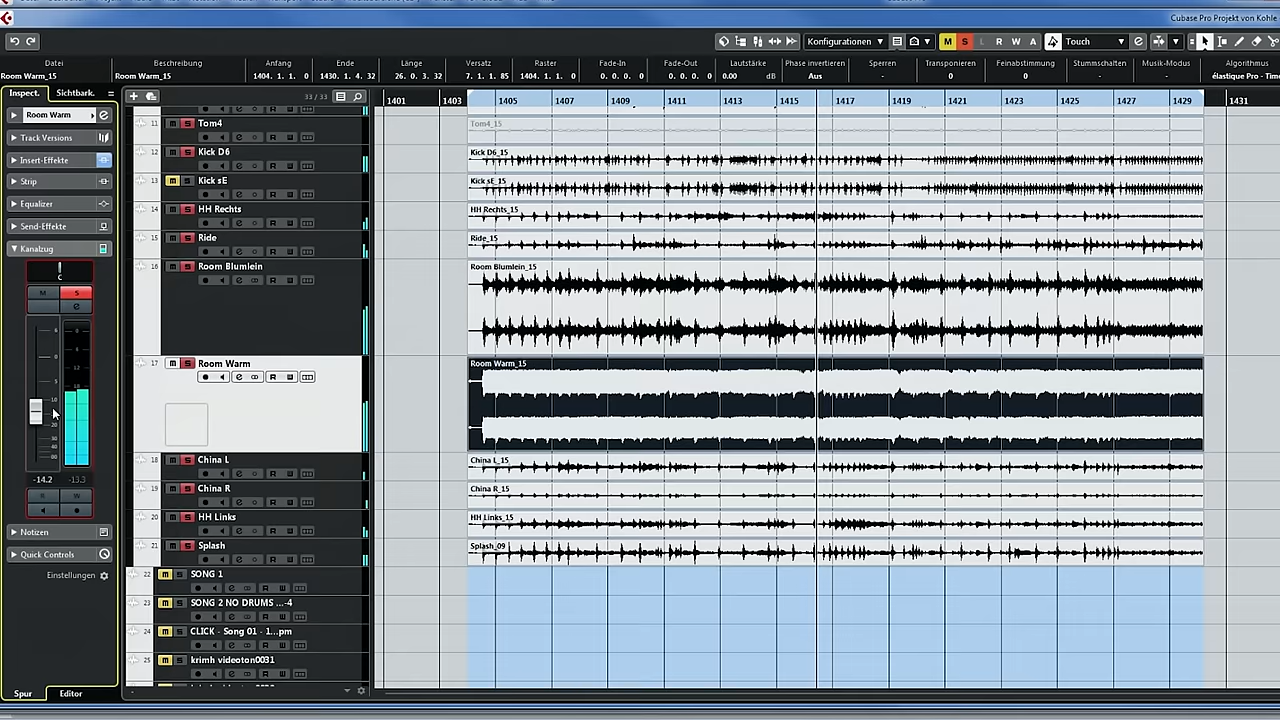 Cubase Pro Projekt von Kohle
Konfigurationen
M S L R W A
Touch
Datei Beschreibung Anfang Ende Länge Versatz Raster Fade-In Fade-Out Lautstärke Phase invertieren Sperren Transponieren Feinabstimmung Stummschalten Musik-Modus Algorithmus
Room Warm_15 Room Warm_15 1404. 1. 1. 0 1430. 1. 4. 32 26. 0. 3. 32 7. 1. 1. 85 1404. 1. 1. 0 0. 0. 0. 0 0. 0. 0. 0 0.00 dB Aus - 0 0 - - élastique Pro - Time
Inspect. Sichtbark.
33 / 33
1401 1403 1405 1407 1409 1411 1413 1415 1417 1419 1421 1423 1425 1427 1429 1431
Room Warm
Track Versions
Insert-Effekte
Strip
Equalizer
Send-Effekte
Kanalzug
C
M S
-14.2 -13.3
R W
Notizen
Quick Controls
Einstellungen
Spur Editor
11 m S Tom4
Tom4_15
12 m S Kick D6
Kick D6_15
13 m S Kick sE
Kick sE_15
14 m S HH Rechts
HH Rechts_15
15 m S Ride
Ride_15
16 m S Room Blumlein
Room Blumlein_15
17 m S Room Warm
Room Warm_15
18 m S China L
China L_15
19 m S China R
China R_15
20 m S HH Links
HH Links_15
21 m S Splash
Splash_09
22 m S SONG 1
23 m S SONG 2 NO DRUMS ...-4
24 m S CLICK - Song 01 - 1...pm
25 m S krimh videoton0031